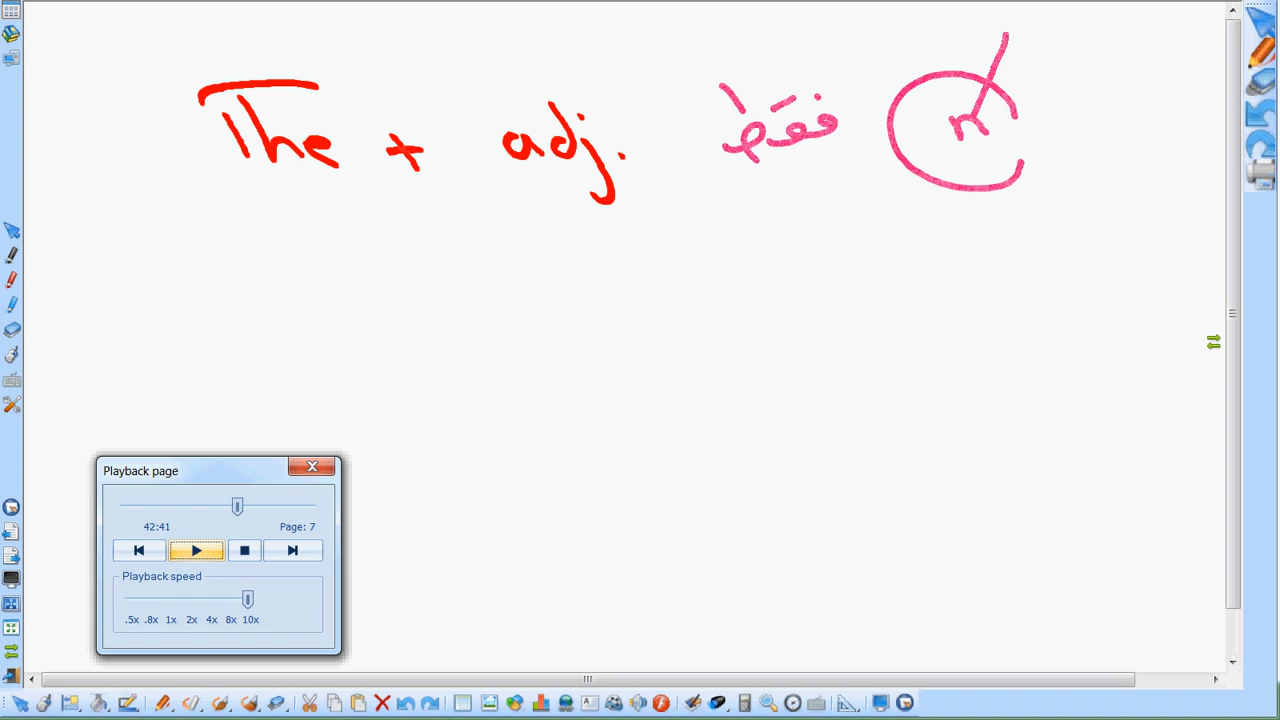 The + adj. فقط n
Playback page
42:41 Page: 7
Playback speed
.5x .8x 1x 2x 4x 8x 10x